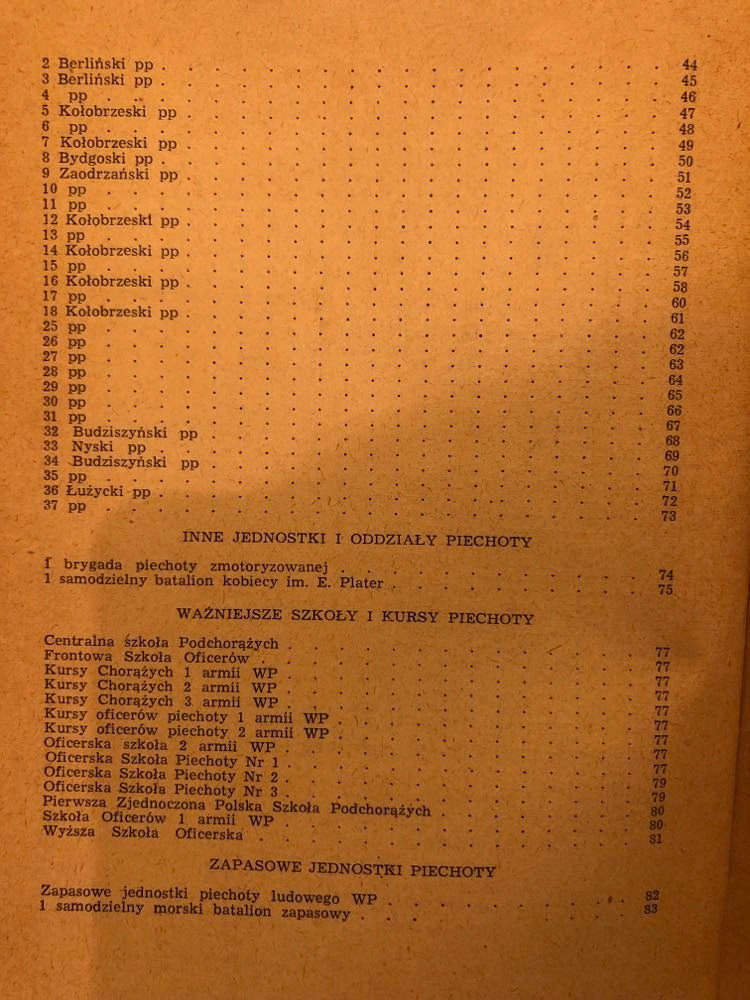 2 Berliński pp . . . . . . . . . . . . . . . . . . 44
3 Berliński pp . . . . . . . . . . . . . . . . . . 45
4 pp . . . . . . . . . . . . . . . . . . . . 46
5 Kołobrzeski pp . . . . . . . . . . . . . . . . . 47
6 pp . . . . . . . . . . . . . . . . . . . . 48
7 Kołobrzeski pp . . . . . . . . . . . . . . . . . 49
8 Bydgoski pp . . . . . . . . . . . . . . . . . . 50
9 Zaodrzański pp . . . . . . . . . . . . . . . . . 51
10 pp . . . . . . . . . . . . . . . . . . . . 52
11 pp . . . . . . . . . . . . . . . . . . . . 53
12 Kołobrzeski pp . . . . . . . . . . . . . . . . . 54
13 pp . . . . . . . . . . . . . . . . . . . . 55
14 Kołobrzeski pp . . . . . . . . . . . . . . . . . 56
15 pp . . . . . . . . . . . . . . . . . . . . 57
16 Kołobrzeski pp . . . . . . . . . . . . . . . . . 58
17 pp . . . . . . . . . . . . . . . . . . . . 60
18 Kołobrzeski pp . . . . . . . . . . . . . . . . . 61
25 pp . . . . . . . . . . . . . . . . . . . . 62
26 pp . . . . . . . . . . . . . . . . . . . . 62
27 pp . . . . . . . . . . . . . . . . . . . . 63
28 pp . . . . . . . . . . . . . . . . . . . . 64
29 pp . . . . . . . . . . . . . . . . . . . . 65
30 pp . . . . . . . . . . . . . . . . . . . . 66
31 pp . . . . . . . . . . . . . . . . . . . . 67
32 Budziszyński pp . . . . . . . . . . . . . . . . 68
33 Nyski pp . . . . . . . . . . . . . . . . . . 69
34 Budziszyński pp . . . . . . . . . . . . . . . . 70
35 pp . . . . . . . . . . . . . . . . . . . . 71
36 Łużycki pp . . . . . . . . . . . . . . . . . . 72
37 pp . . . . . . . . . . . . . . . . . . . . 73
INNE JEDNOSTKI I ODDZIAŁY PIECHOTY
1 brygada piechoty zmotoryzowanej . . . . . . . . . . . 74
1 samodzielny batalion kobiecy im. E. Plater . . . . . . . . . 75
WAŻNIEJSZE SZKOŁY I KURSY PIECHOTY
Centralna szkoła Podchorążych . . . . . . . . . . . . . 77
Frontowa Szkoła Oficerów . . . . . . . . . . . . . . 77
Kursy Chorążych 1 armii WP . . . . . . . . . . . . . 77
Kursy Chorążych 2 armii WP . . . . . . . . . . . . . 77
Kursy Chorążych 3 armii WP . . . . . . . . . . . . . 77
Kursy oficerów piechoty 1 armii WP . . . . . . . . . . . 77
Kursy oficerów piechoty 2 armii WP . . . . . . . . . . . 77
Oficerska szkoła 2 armii WP . . . . . . . . . . . . . 77
Oficerska Szkoła Piechoty Nr 1 . . . . . . . . . . . . . 77
Oficerska Szkoła Piechoty Nr 2 . . . . . . . . . . . . . 79
Oficerska Szkoła Piechoty Nr 3 . . . . . . . . . . . . . 79
Pierwsza Zjednoczona Polska Szkoła Podchorążych . . . . . . . 80
Szkoła Oficerów 1 armii WP . . . . . . . . . . . . . 80
Wyższa Szkoła Oficerska . . . . . . . . . . . . . . 81
ZAPASOWE JEDNOSTKI PIECHOTY
Zapasowe jednostki piechoty ludowego WP . . . . . . . . . 82
1 samodzielny morski batalion zapasowy . . . . . . . . . . 83